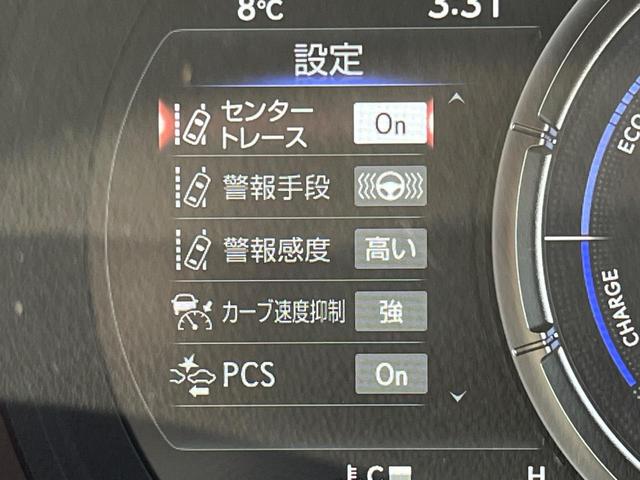 8℃
3:31
設定
センター
トレース
On
警報手段
警報感度
高い
カーブ速度抑制
強
PCS
On
C
H
ECO
CHARGE